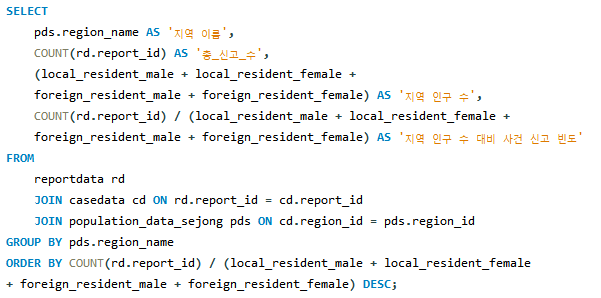 SELECT
pds.region_name AS '지역 이름',
COUNT(rd.report_id) AS '총_신고_수',
(local_resident_male + local_resident_female +
foreign_resident_male + foreign_resident_female) AS '지역 인구 수',
COUNT(rd.report_id) / (local_resident_male + local_resident_female +
foreign_resident_male + foreign_resident_female) AS '지역 인구 수 대비 사건 신고 빈도'
FROM
reportdata rd
JOIN casedata cd ON rd.report_id = cd.report_id
JOIN population_data_sejong pds ON cd.region_id = pds.region_id
GROUP BY pds.region_name
ORDER BY COUNT(rd.report_id) / (local_resident_male + local_resident_female
+ foreign_resident_male + foreign_resident_female) DESC;